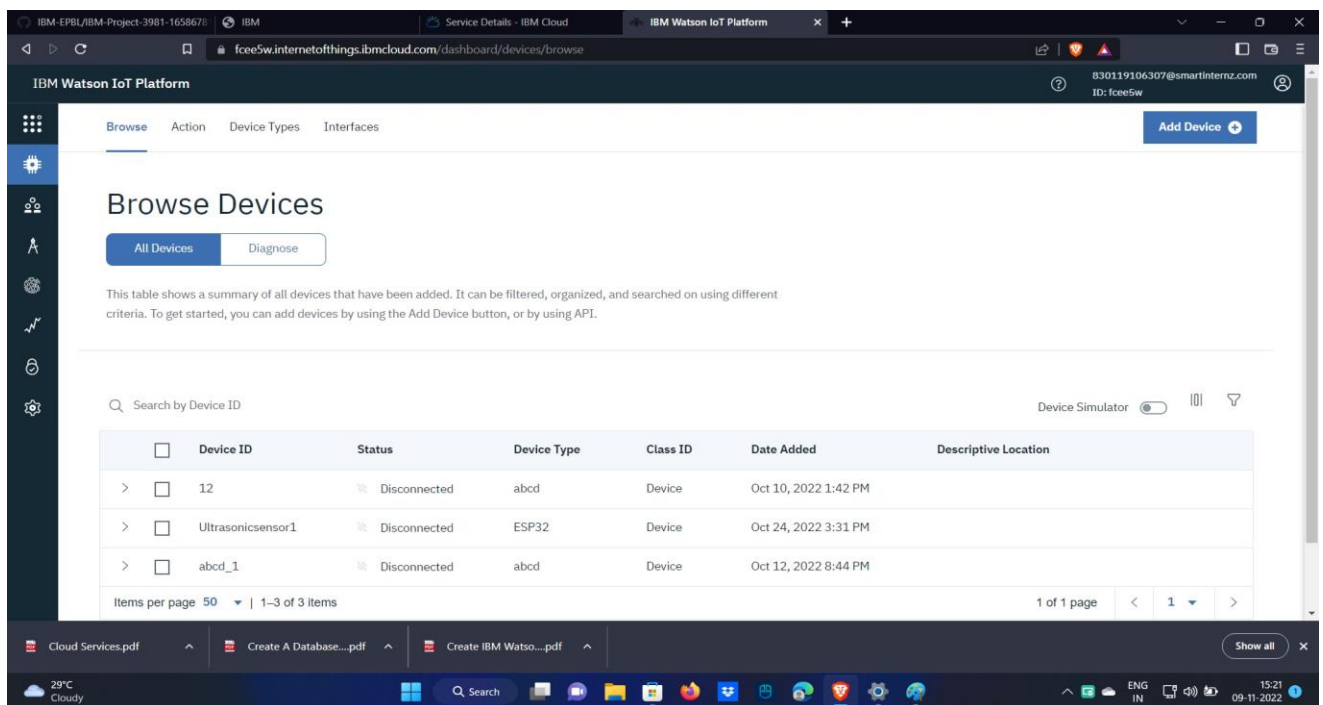 IBM-EPBL/IBM-Project-3981-1658678
IBM
Service Details - IBM Cloud
IBM Watson IoT Platform
fcee5w.internetofthings.ibmcloud.com/dashboard/devices/browse
IBM Watson IoT Platform
830119106307@smartinternz.com
ID: fcee5w
Browse Action Device Types Interfaces
Add Device
Browse Devices
All Devices Diagnose
This table shows a summary of all devices that have been added. It can be filtered, organized, and searched on using different
criteria. To get started, you can add devices by using the Add Device button, or by using API.
Search by Device ID
Device Simulator
Device ID Status Device Type Class ID Date Added Descriptive Location
12 Disconnected abcd Device Oct 10, 2022 1:42 PM
Ultrasonicsensor1 Disconnected ESP32 Device Oct 24, 2022 3:31 PM
abcd_1 Disconnected abcd Device Oct 12, 2022 8:44 PM
Items per page 50 | 1–3 of 3 items
1 of 1 page < 1 >
Cloud Services.pdf
Create A Database....pdf
Create IBM Watso....pdf
Show all
29°C
Cloudy
Search
ENG
IN
15:21
09-11-2022
1